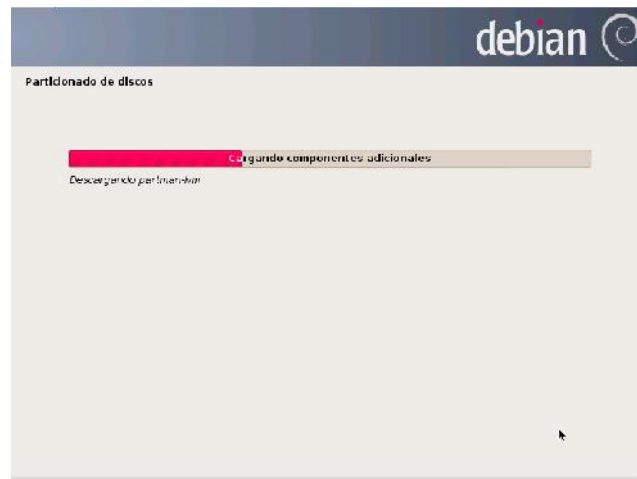 debian
Particionado de discos
Cargando componentes adicionales
Descargando partman-lvm